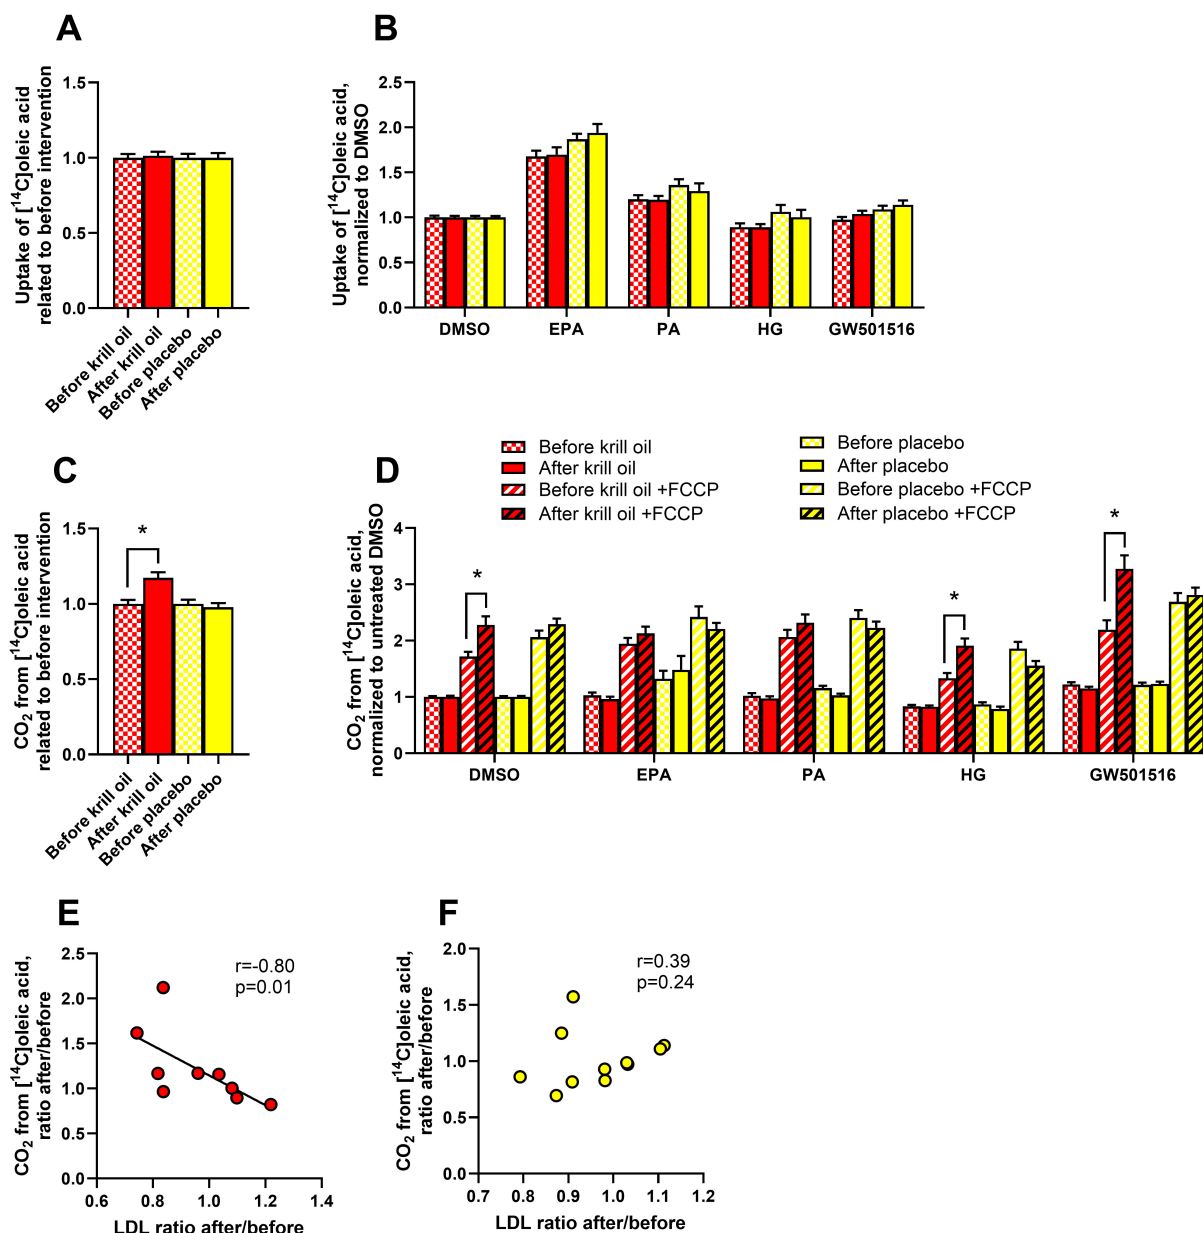 A
Uptake of [¹⁴C]oleic acid
related to before intervention
1.5
1.0
0.5
0.0
Before krill oil
After krill oil
Before placebo
After placebo
B
Uptake of [¹⁴C]oleic acid,
normalized to DMSO
2.5
2.0
1.5
1.0
0.5
0.0
DMSO
EPA
PA
HG
GW501516
C
CO₂ from [¹⁴C]oleic acid
related to before intervention
1.5
1.0
0.5
0.0
*
Before krill oil
After krill oil
Before placebo
After placebo
D
Before krill oil
After krill oil
Before krill oil +FCCP
After krill oil +FCCP
Before placebo
After placebo
Before placebo +FCCP
After placebo +FCCP
CO₂ from [¹⁴C]oleic acid,
normalized to untreated DMSO
4
3
2
1
0
*
*
*
DMSO
EPA
PA
HG
GW501516
E
CO₂ from [¹⁴C]oleic acid,
ratio after/before
2.5
2.0
1.5
1.0
0.5
0.0
r=-0.80
p=0.01
0.6
0.8
1.0
1.2
1.4
LDL ratio after/before
F
CO₂ from [¹⁴C]oleic acid,
ratio after/before
2.0
1.5
1.0
0.5
0.0
r=0.39
p=0.24
0.7
0.8
0.9
1.0
1.1
1.2
LDL ratio after/before